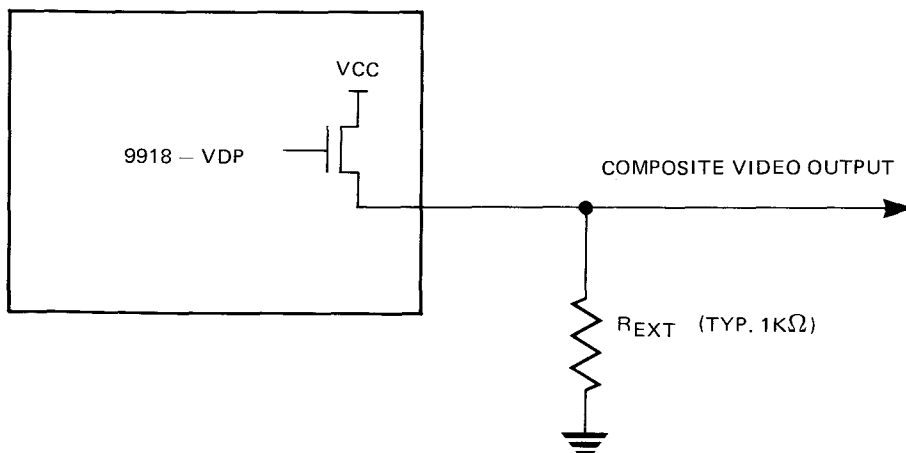 VCC
9918 – VDP
COMPOSITE VIDEO OUTPUT
REXT (TYP. 1KΩ)